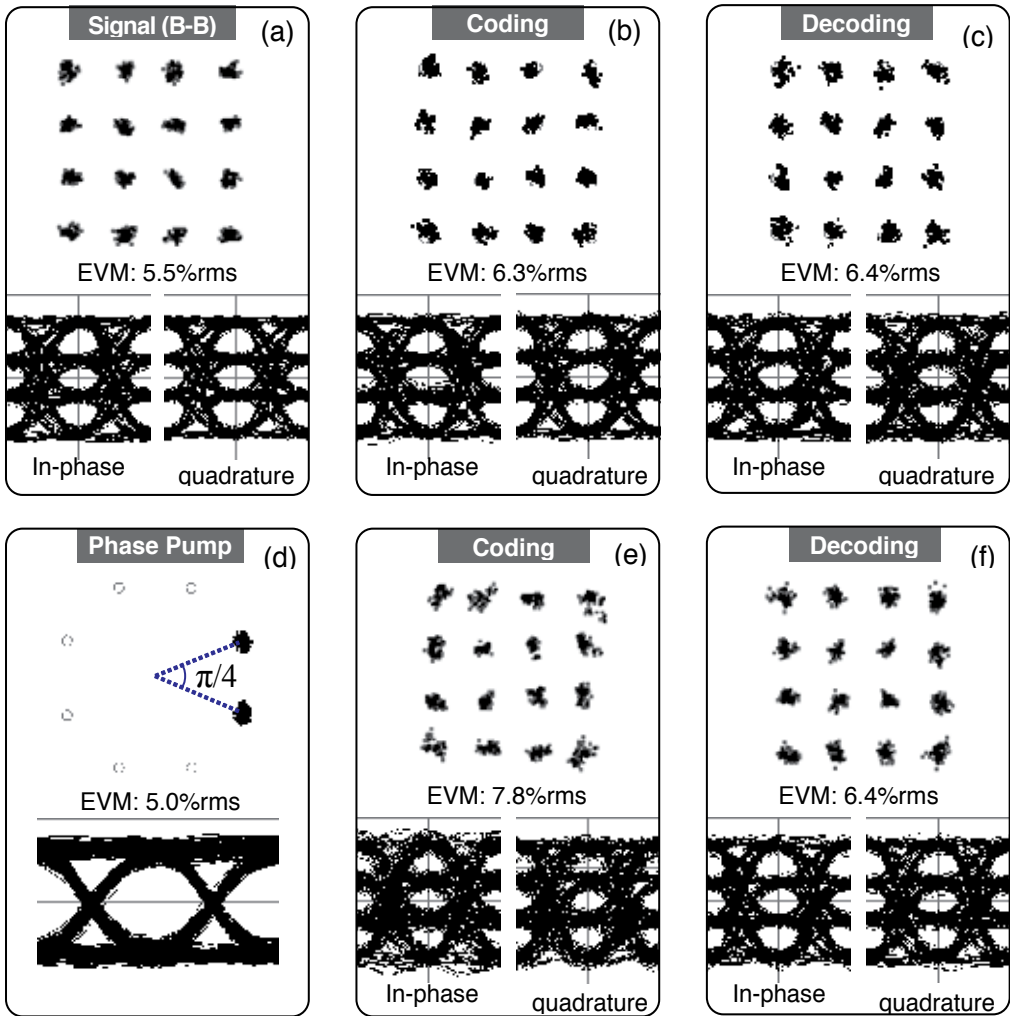 Signal (B-B)
(a)
EVM: 5.5%rms
In-phase
quadrature
Coding
(b)
EVM: 6.3%rms
In-phase
quadrature
Decoding
(c)
EVM: 6.4%rms
In-phase
quadrature
Phase Pump
(d)
π/4
EVM: 5.0%rms
Coding
(e)
EVM: 7.8%rms
In-phase
quadrature
Decoding
(f)
EVM: 6.4%rms
In-phase
quadrature